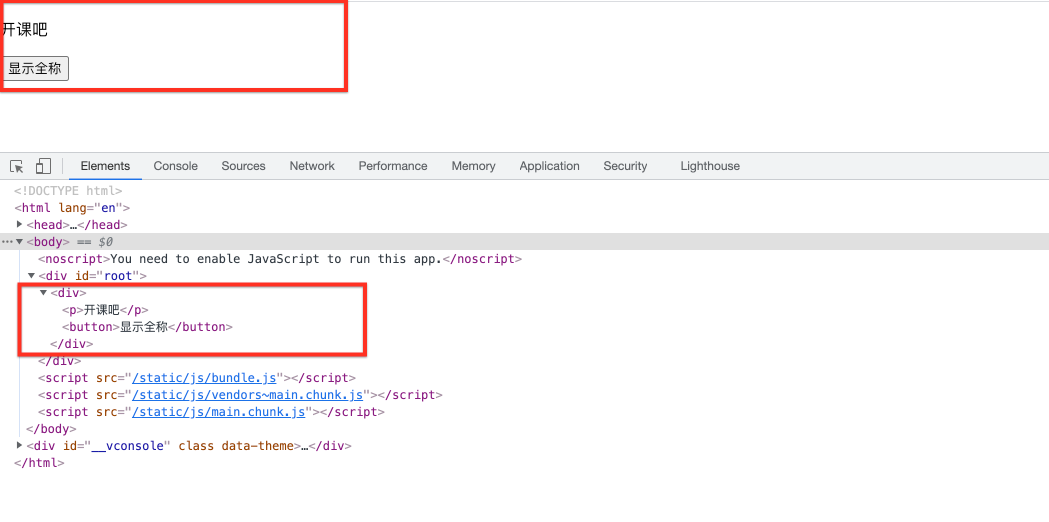 开课吧
显示全称
Elements Console Sources Network Performance Memory Application Security Lighthouse
<!DOCTYPE html>
<html lang="en">
<head>…</head>
<body> == $0
<noscript>You need to enable JavaScript to run this app.</noscript>
<div id="root">
<div>
<p>开课吧</p>
<button>显示全称</button>
</div>
</div>
<script src="/static/js/bundle.js"></script>
<script src="/static/js/vendors~main.chunk.js"></script>
<script src="/static/js/main.chunk.js"></script>
</body>
<div id="__vconsole" class data-theme>…</div>
</html>